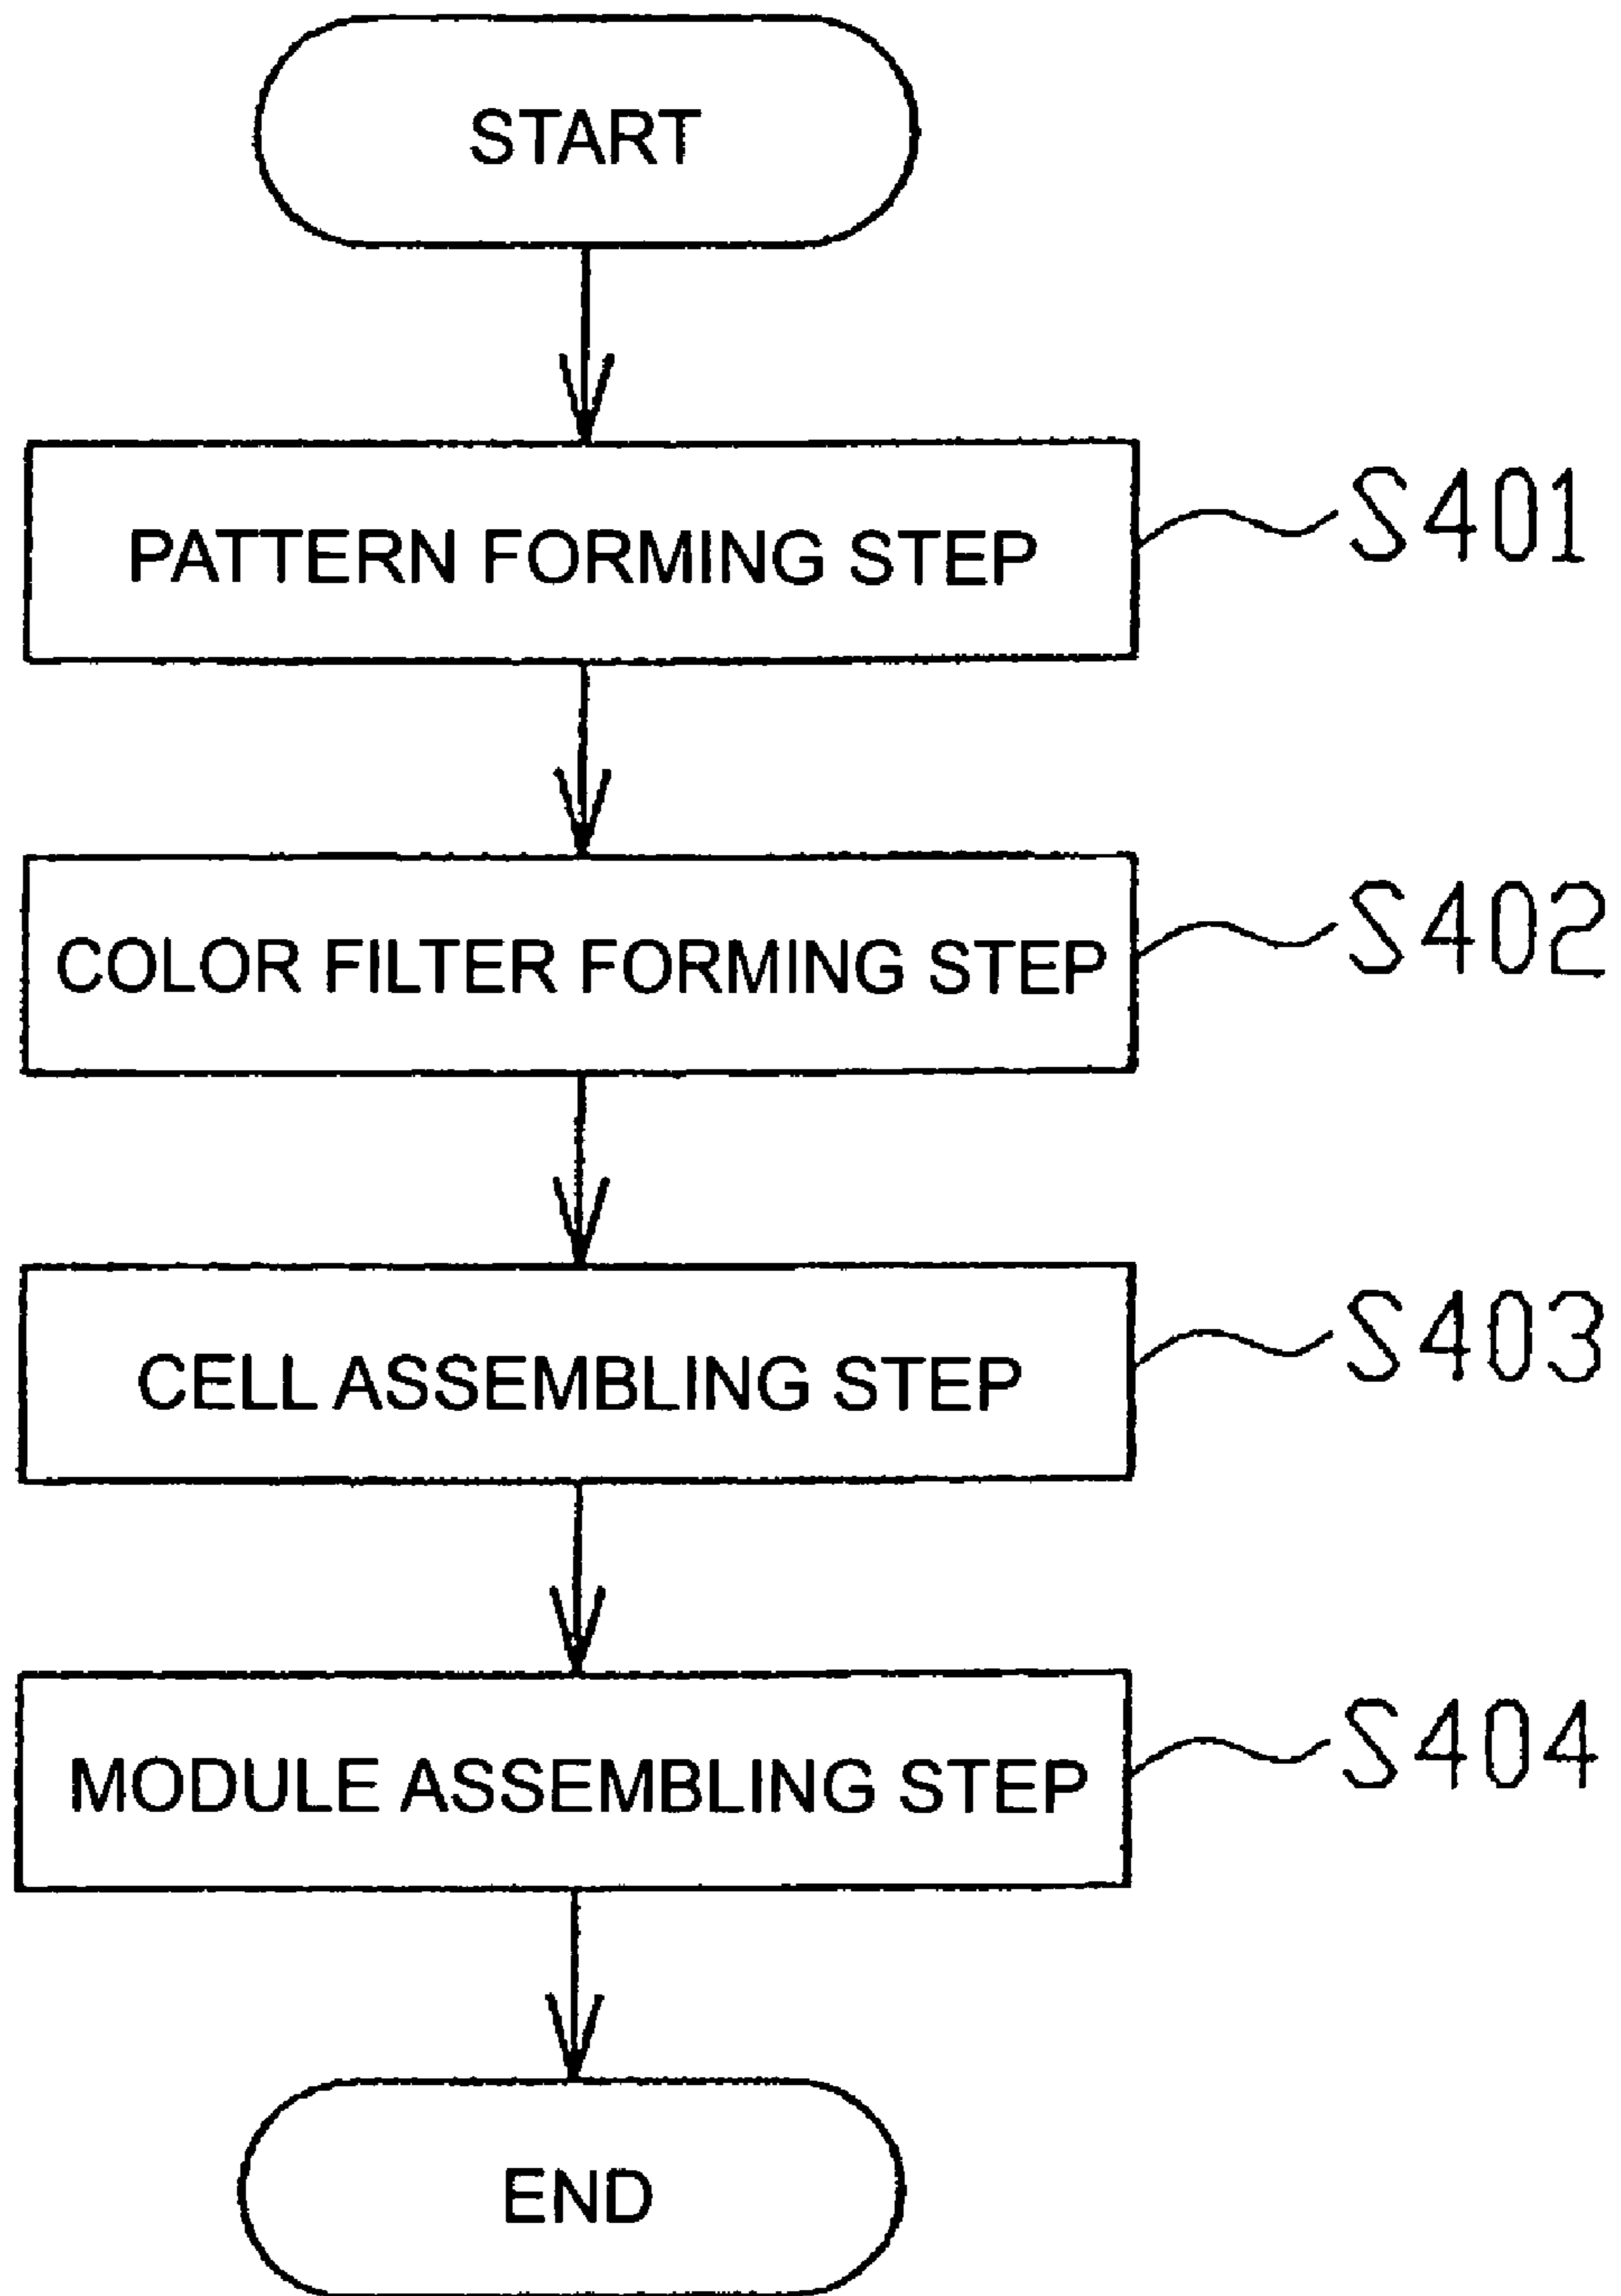 START
PATTERN FORMING STEP S401
COLOR FILTER FORMING STEP S402
CELL ASSEMBLING STEP S403
MODULE ASSEMBLING STEP S404
END